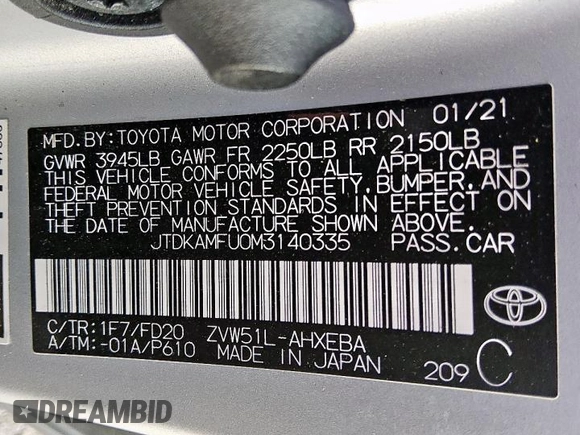 MFD.BY:TOYOTA MOTOR CORPORATION 01/21
GVWR 3945LB GAWR FR 2250LB RR 2150LB
THIS VEHICLE CONFORMS TO ALL APPLICABLE
FEDERAL MOTOR VEHICLE SAFETY,BUMPER,AND
THEFT PREVENTION STANDARDS IN EFFECT ON
THE DATE OF MANUFACTURE SHOWN ABOVE.
JTDKAMFU0M3140335 PASS.CAR
C/TR:1F7/FD20 ZVW51L-AHXEBA
A/TM:-01A/P610 MADE IN JAPAN
209 C
TOYOTA
DREAMBID